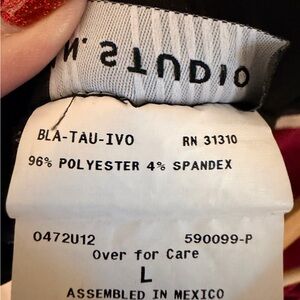 N. STUDIO
BLA-TAU-IVO RN 31310
96% POLYESTER 4% SPANDEX
0472U12 590099-P
Over for Care
L
ASSEMBLED IN MEXICO